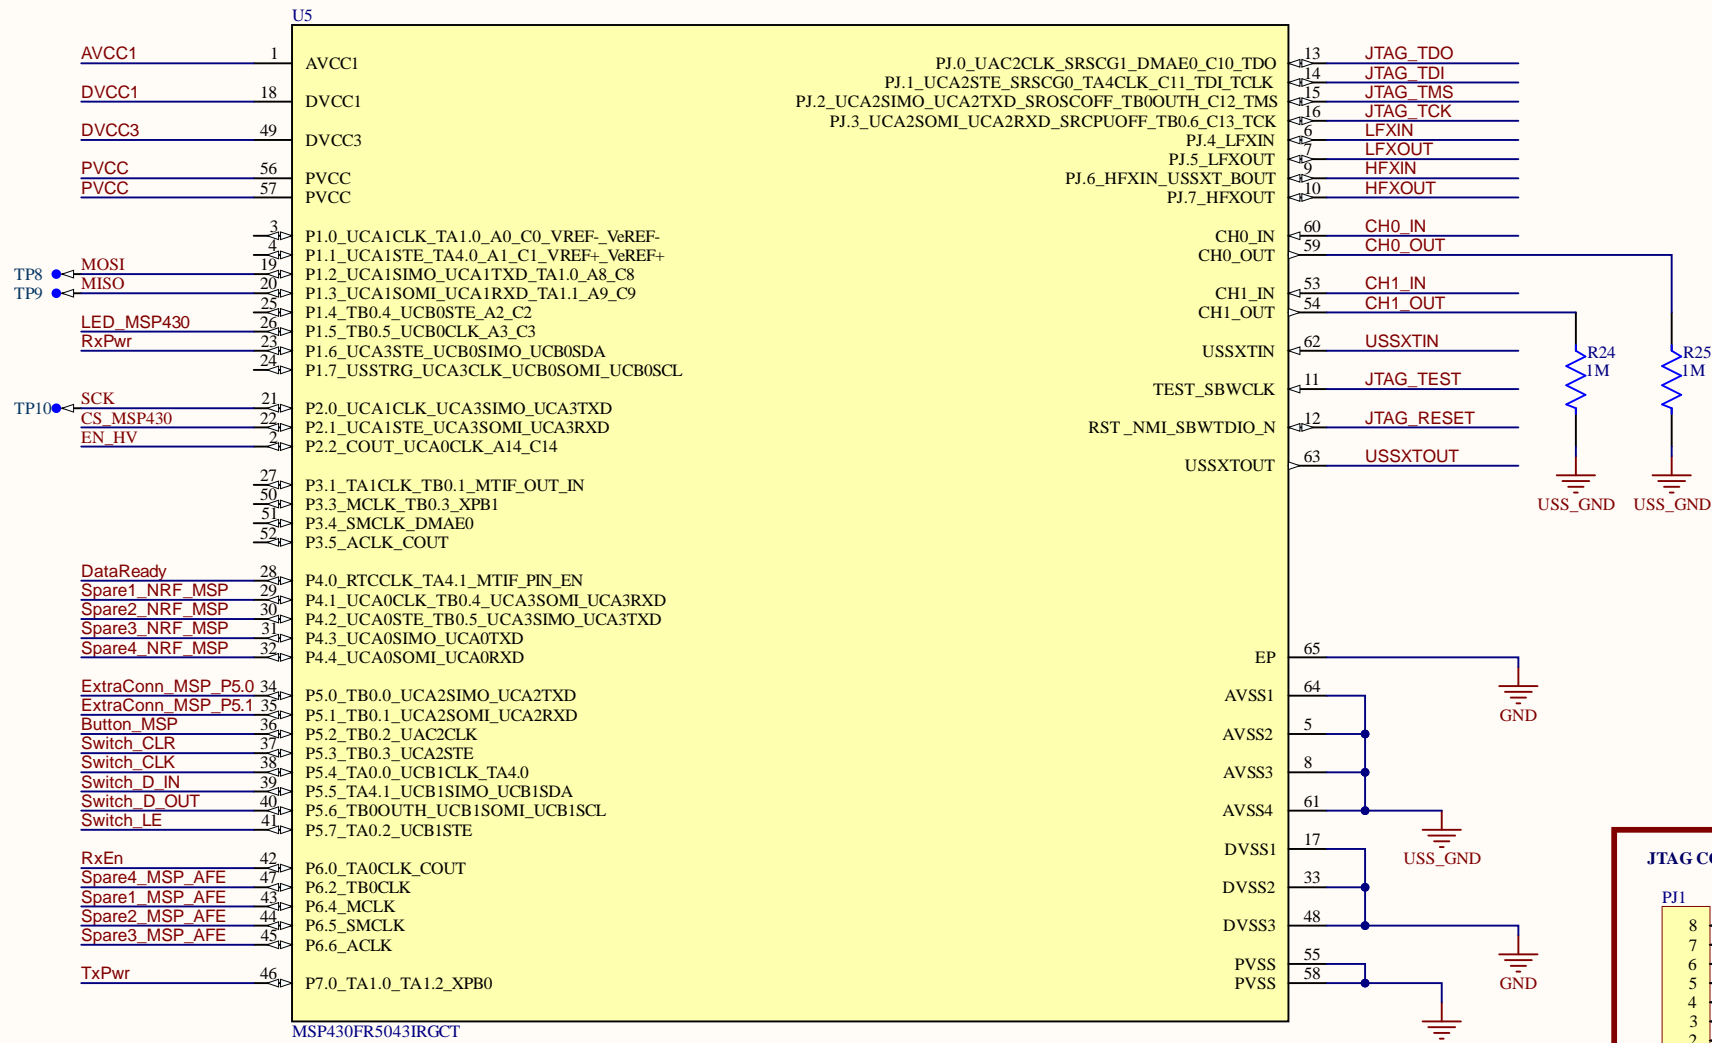 U5
AVCC1 1 AVCC1
DVCC1 18 DVCC1
DVCC3 49 DVCC3
PVCC 56 PVCC
PVCC 57 PVCC
3 P1.0_UCA1CLK_TA1.0_A0_C0_VREF-_VeREF-
4 P1.1_UCA1STE_TA4.0_A1_C1_VREF+_VeREF+
TP8 MOSI 19 P1.2_UCA1SIMO_UCA1TXD_TA1.0_A8_C8
TP9 MISO 20 P1.3_UCA1SOMI_UCA1RXD_TA1.1_A9_C9
25 P1.4_TB0.4_UCB0STE_A2_C2
LED_MSP430 26 P1.5_TB0.5_UCB0CLK_A3_C3
RxPwr 23 P1.6_UCA3STE_UCB0SIMO_UCB0SDA
24 P1.7_USSTRG_UCA3CLK_UCB0SOMI_UCB0SCL
TP10 SCK 21 P2.0_UCA1CLK_UCA3SIMO_UCA3TXD
CS_MSP430 22 P2.1_UCA1STE_UCA3SOMI_UCA3RXD
EN_HV 2 P2.2_COUT_UCA0CLK_A14_C14
27 P3.1_TA1CLK_TB0.1_MTIF_OUT_IN
50 P3.3_MCLK_TB0.3_XPB1
51 P3.4_SMCLK_DMAE0
52 P3.5_ACLK_COUT
DataReady 28 P4.0_RTCCLK_TA4.1_MTIF_PIN_EN
Spare1_NRF_MSP 29 P4.1_UCA0CLK_TB0.4_UCA3SOMI_UCA3RXD
Spare2_NRF_MSP 30 P4.2_UCA0STE_TB0.5_UCA3SIMO_UCA3TXD
Spare3_NRF_MSP 31 P4.3_UCA0SIMO_UCA0TXD
Spare4_NRF_MSP 32 P4.4_UCA0SOMI_UCA0RXD
ExtraConn_MSP_P5.0 34 P5.0_TB0.0_UCA2SIMO_UCA2TXD
ExtraConn_MSP_P5.1 35 P5.1_TB0.1_UCA2SOMI_UCA2RXD
Button_MSP 36 P5.2_TB0.2_UAC2CLK
Switch_CLR 37 P5.3_TB0.3_UCA2STE
Switch_CLK 38 P5.4_TA0.0_UCB1CLK_TA4.0
Switch_D_IN 39 P5.5_TA4.1_UCB1SIMO_UCB1SDA
Switch_D_OUT 40 P5.6_TB0OUTH_UCB1SOMI_UCB1SCL
Switch_LE 41 P5.7_TA0.2_UCB1STE
RxEn 42 P6.0_TA0CLK_COUT
Spare4_MSP_AFE 47 P6.2_TB0CLK
Spare1_MSP_AFE 43 P6.4_MCLK
Spare2_MSP_AFE 44 P6.5_SMCLK
Spare3_MSP_AFE 45 P6.6_ACLK
TxPwr 46 P7.0_TA1.0_TA1.2_XPB0
MSP430FR5043IRGCT
PJ.0_UAC2CLK_SRSCG1_DMAE0_C10_TDO 13 JTAG_TDO
PJ.1_UCA2STE_SRSCG0_TA4CLK_C11_TDI_TCLK 14 JTAG_TDI
PJ.2_UCA2SIMO_UCA2TXD_SROSCOFF_TB0OUTH_C12_TMS 15 JTAG_TMS
PJ.3_UCA2SOMI_UCA2RXD_SRCPUOFF_TB0.6_C13_TCK 16 JTAG_TCK
PJ.4_LFXIN 6 LFXIN
PJ.5_LFXOUT 7 LFXOUT
PJ.6_HFXIN_USSXT_BOUT 9 HFXIN
PJ.7_HFXOUT 10 HFXOUT
CH0_IN 60 CH0_IN
CH0_OUT 59 CH0_OUT
CH1_IN 53 CH1_IN
CH1_OUT 54 CH1_OUT
USSXTIN 62 USSXTIN
TEST_SBWCLK 11 JTAG_TEST
RST_NMI_SBWTDIO_N 12 JTAG_RESET
USSXTOUT 63 USSXTOUT
R24
1M
R25
1M
USS_GND
USS_GND
EP 65
GND
AVSS1 64
AVSS2 5
AVSS3 8
AVSS4 61
USS_GND
DVSS1 17
DVSS2 33
DVSS3 48
GND
PVSS 55
PVSS 58
JTAG CO
PJ1
8
7
6
5
4
3
2